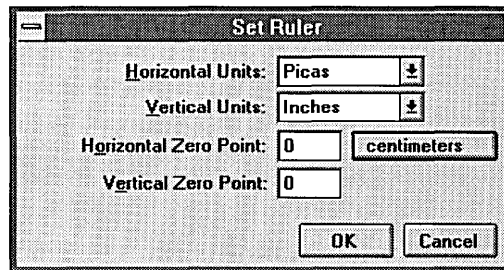 Set Ruler
Horizontal Units: Picas
Vertical Units: Inches
Horizontal Zero Point: 0 centimeters
Vertical Zero Point: 0
OK Cancel